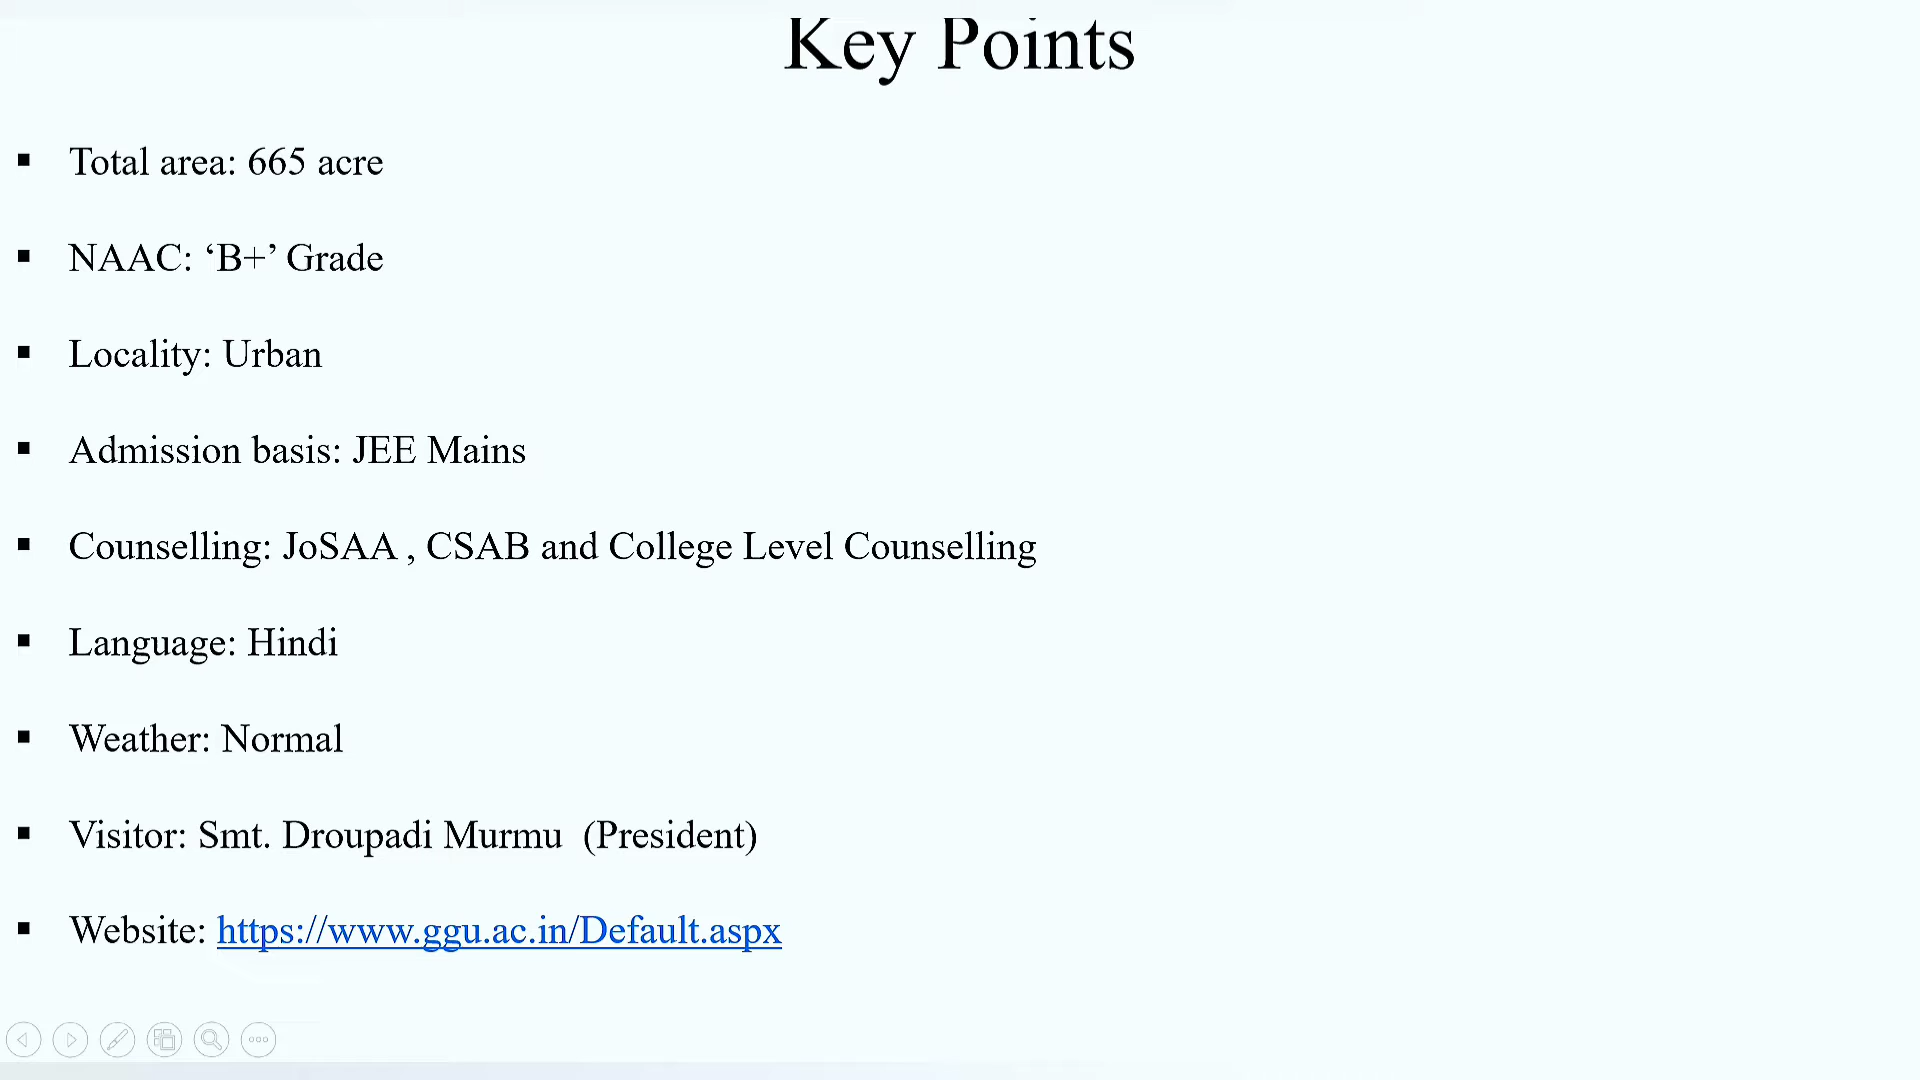 Key Points
▪ Total area: 665 acre
▪ NAAC: ‘B+’ Grade
▪ Locality: Urban
▪ Admission basis: JEE Mains
▪ Counselling: JoSAA , CSAB and College Level Counselling
▪ Language: Hindi
▪ Weather: Normal
▪ Visitor: Smt. Droupadi Murmu  (President)
▪ Website: https://www.ggu.ac.in/Default.aspx